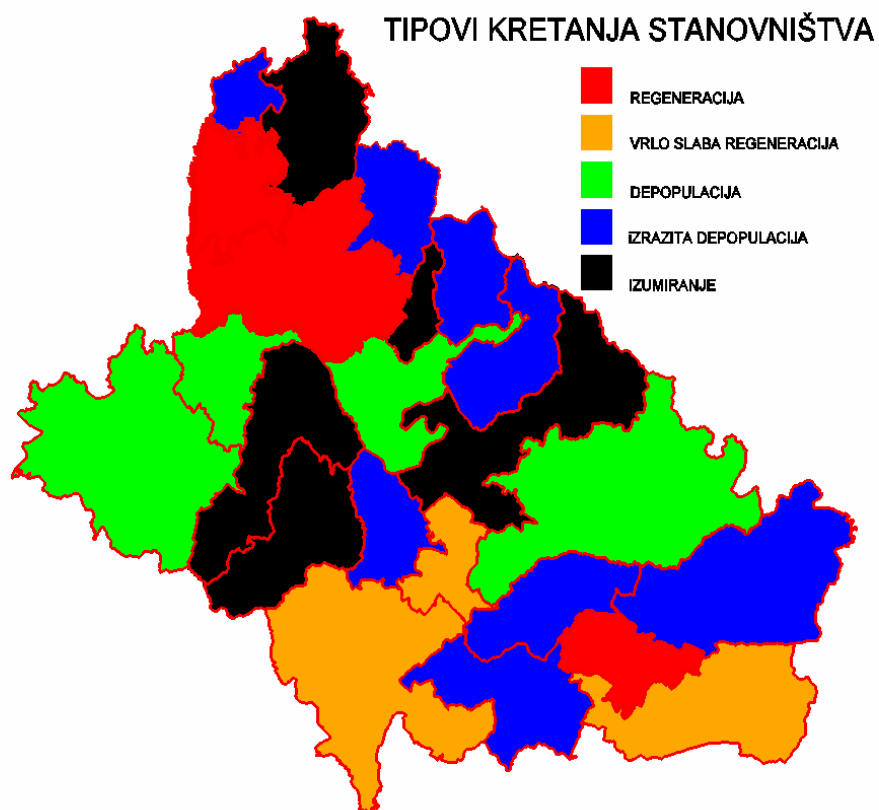 TIPOVI KRETANJA STANOVNIŠTVA
REGENERACIJA
VRLO SLABA REGENERACIJA
DEPOPULACIJA
IZRAZITA DEPOPULACIJA
IZUMIRANJE